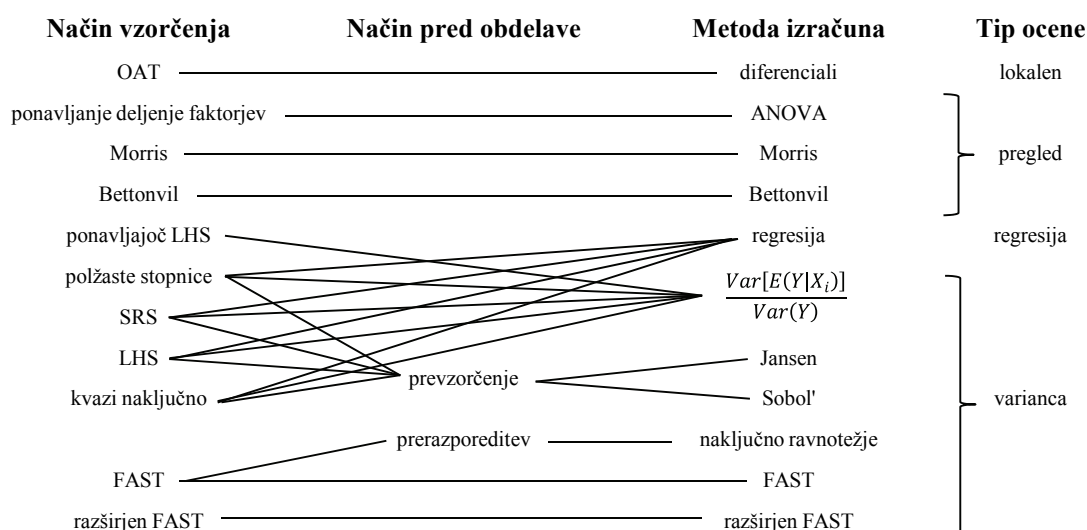 Način vzorčenja Način pred obdelave Metoda izračuna Tip ocene
OAT diferenciali lokalen
ponavljanje deljenje faktorjev ANOVA
Morris Morris pregled
Bettonvil Bettonvil
ponavljajoč LHS regresija regresija
polžaste stopnice Var[E(Y|Xᵢ)]
SRS Var(Y)
LHS Jansen
prevzorčenje
kvazi naključno Sobol' varianca
prerazporeditev naključno ravnotežje
FAST FAST
razširjen FAST razširjen FAST